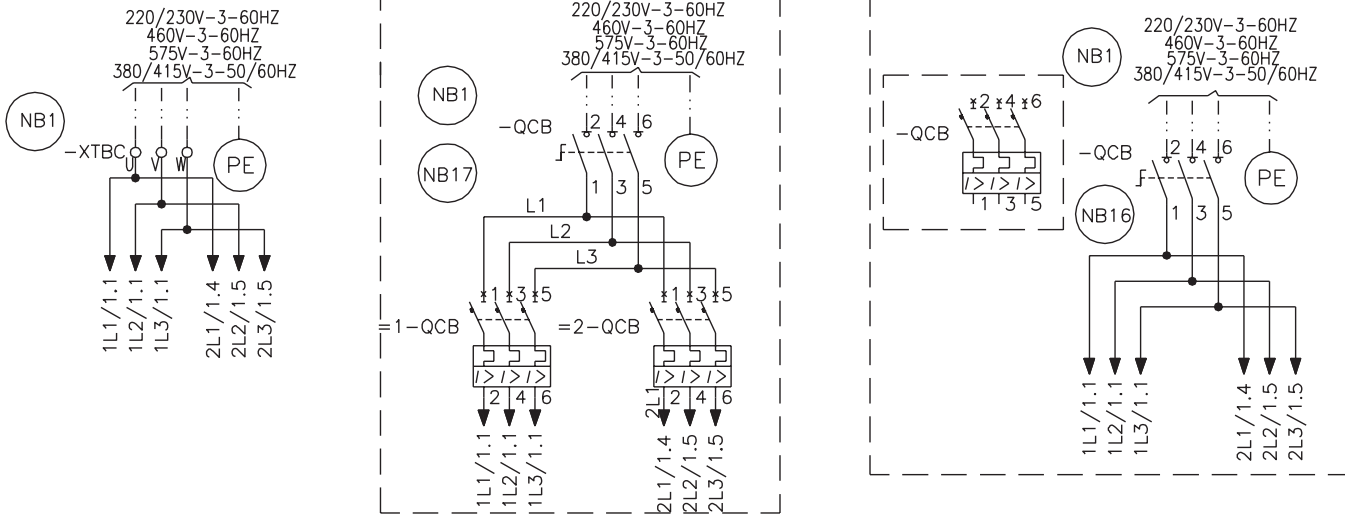 220/230V-3-60HZ
460V-3-60HZ
575V-3-60HZ
380/415V-3-50/60HZ
NB1
-XTBC
U V W
PE
1L1/1.1
1L2/1.1
1L3/1.1
2L1/1.4
2L2/1.5
2L3/1.5
220/230V-3-60HZ
460V-3-60HZ
575V-3-60HZ
380/415V-3-50/60HZ
NB1
-QCB
2 4 6
NB17
PE
1 3 5
L1
L2
L3
1 3 5
1 3 5
=1-QCB
=2-QCB
I> I> I>
I> I> I>
2 4 6
2L1
2 4 6
1L1/1.1
1L2/1.1
1L3/1.1
2L1/1.4
2L2/1.5
2L3/1.5
220/230V-3-60HZ
460V-3-60HZ
575V-3-60HZ
380/415V-3-50/60HZ
NB1
2 4 6
-QCB
I> I> I>
1 3 5
-QCB
2 4 6
PE
NB16
1 3 5
1L1/1.1
1L2/1.1
1L3/1.1
2L1/1.4
2L2/1.5
2L3/1.5